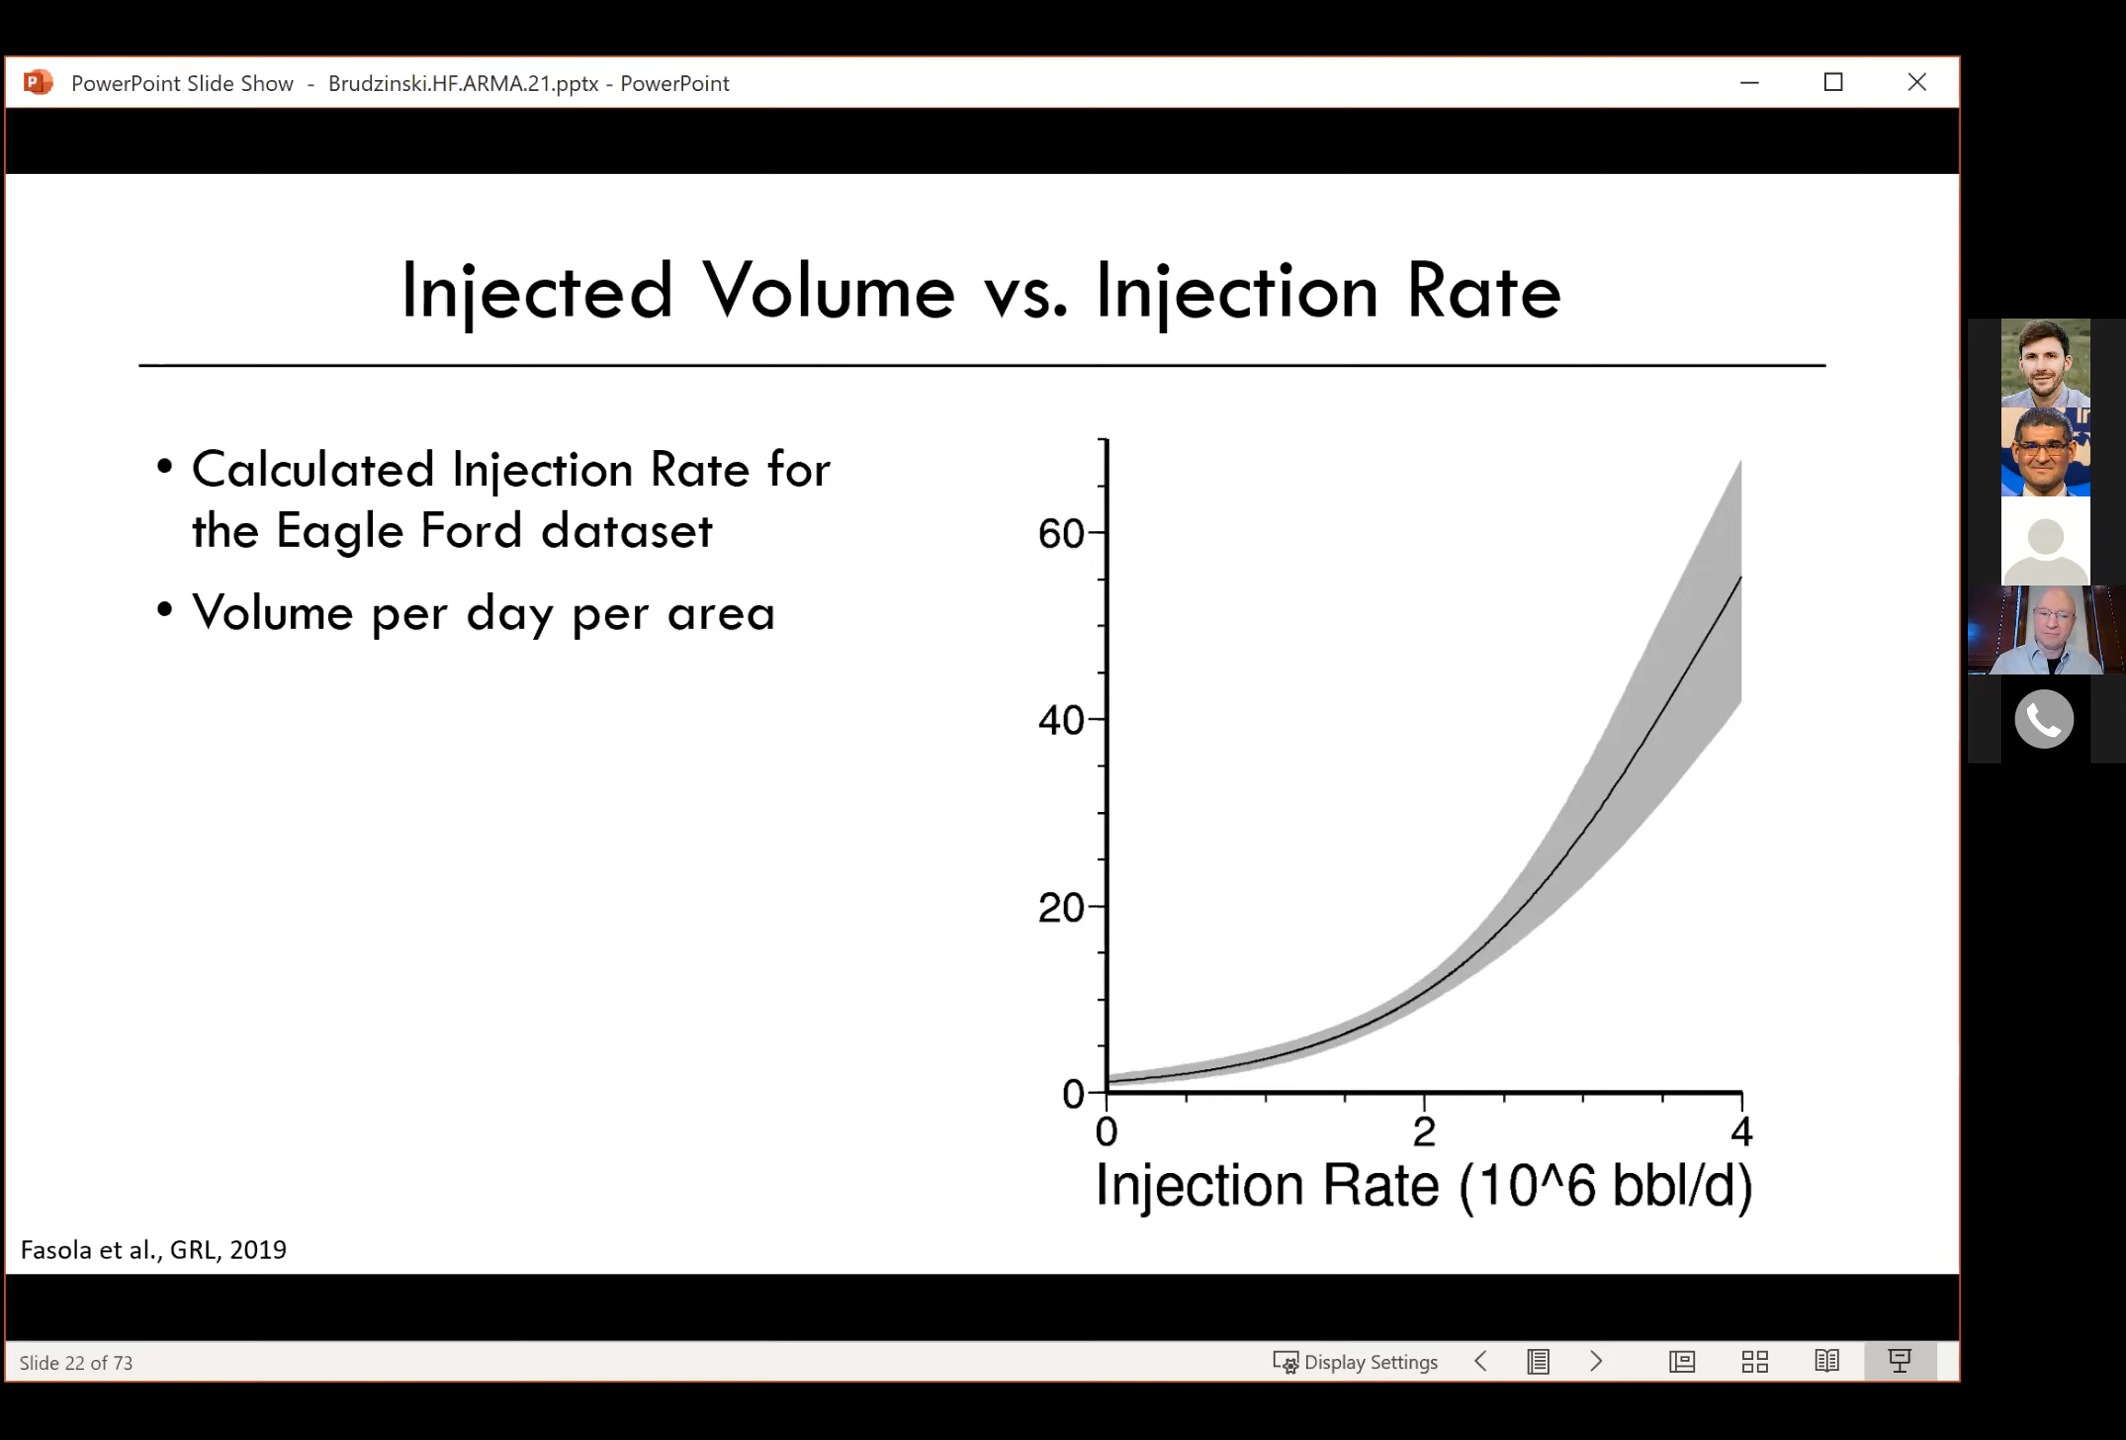 PowerPoint Slide Show - Brudzinski.HF.ARMA.21.pptx - PowerPoint
Injected Volume vs. Injection Rate
• Calculated Injection Rate for
the Eagle Ford dataset
• Volume per day per area
60
40
20
0
0 2 4
Injection Rate (10^6 bbl/d)
Fasola et al., GRL, 2019
Slide 22 of 73
Display Settings